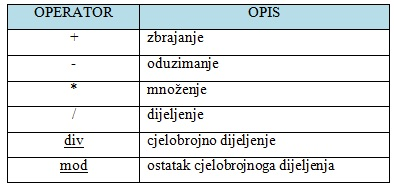 OPERATOR OPIS
+ zbrajanje
- oduzimanje
* množenje
/ dijeljenje
div cjelobrojno dijeljenje
mod ostatak cjelobrojnoga dijeljenja